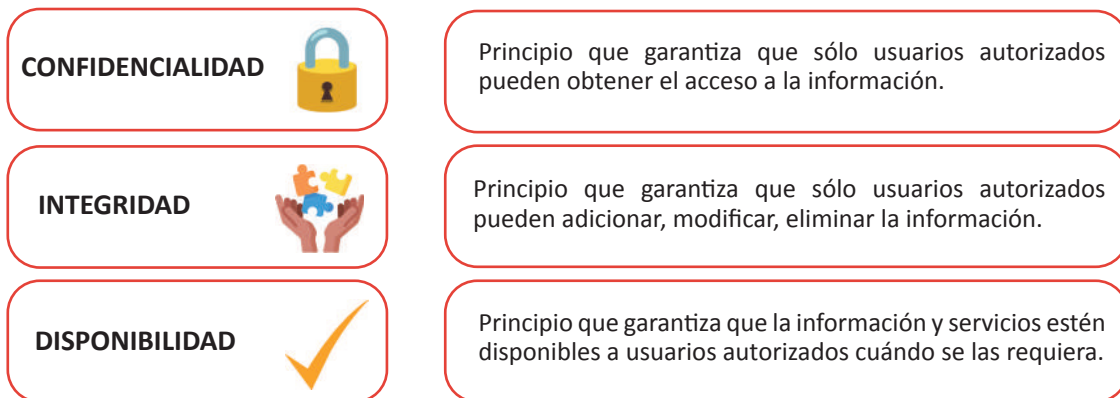 CONFIDENCIALIDAD
Principio que garantiza que sólo usuarios autorizados
pueden obtener el acceso a la información.
INTEGRIDAD
Principio que garantiza que sólo usuarios autorizados
pueden adicionar, modificar, eliminar la información.
DISPONIBILIDAD
Principio que garantiza que la información y servicios estén
disponibles a usuarios autorizados cuándo se las requiera.